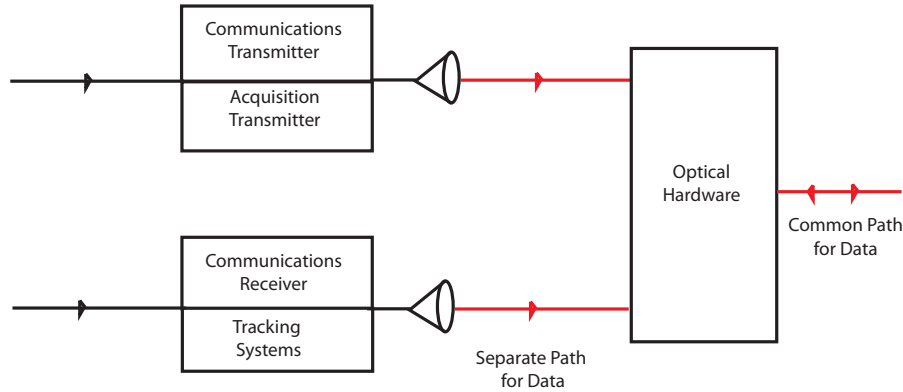 Communications
Transmitter
Acquisition
Transmitter
Optical
Hardware
Common Path
for Data
Communications
Receiver
Tracking
Systems
Separate Path
for Data